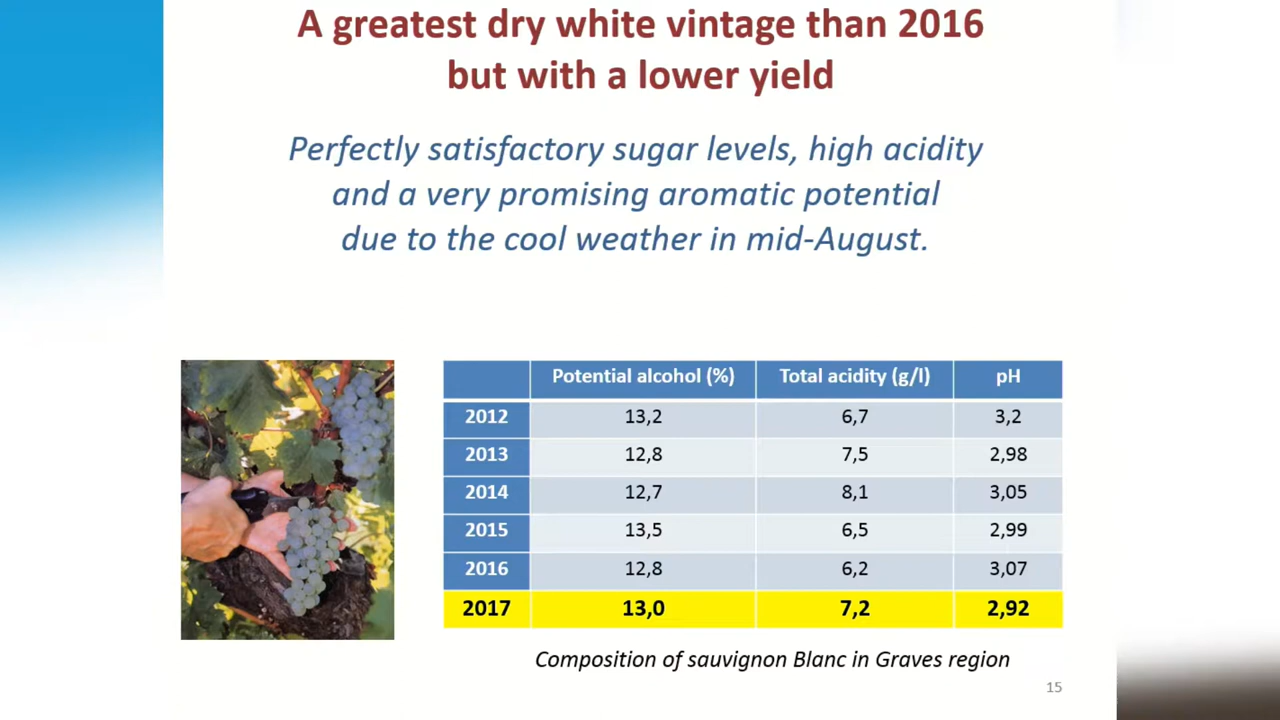 A greatest dry white vintage than 2016
but with a lower yield
Perfectly satisfactory sugar levels, high acidity
and a very promising aromatic potential
due to the cool weather in mid-August.
Potential alcohol (%) Total acidity (g/l) pH
2012 13,2 6,7 3,2
2013 12,8 7,5 2,98
2014 12,7 8,1 3,05
2015 13,5 6,5 2,99
2016 12,8 6,2 3,07
2017 13,0 7,2 2,92
Composition of sauvignon Blanc in Graves region
15